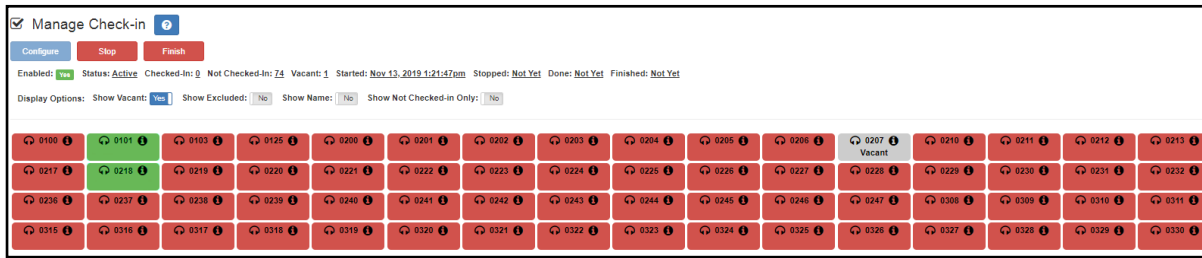 Manage Check-in ?
Configure Stop Finish
Enabled: Yes Status: Active Checked-In: 0 Not Checked-In: 74 Vacant: 1 Started: Nov 13, 2019 1:21:47pm Stopped: Not Yet Done: Not Yet Finished: Not Yet
Display Options: Show Vacant: Yes Show Excluded: No Show Name: No Show Not Checked-in Only: No
0100 0101 0103 0125 0200 0201 0202 0203 0204 0205 0206 0207 0210 0211 0212 0213
Vacant
0217 0218 0219 0220 0221 0222 0223 0224 0225 0226 0227 0228 0229 0230 0231 0232
0236 0237 0238 0239 0240 0241 0242 0243 0244 0245 0246 0247 0308 0309 0310 0311
0315 0316 0317 0318 0319 0320 0321 0322 0323 0324 0325 0326 0327 0328 0329 0330